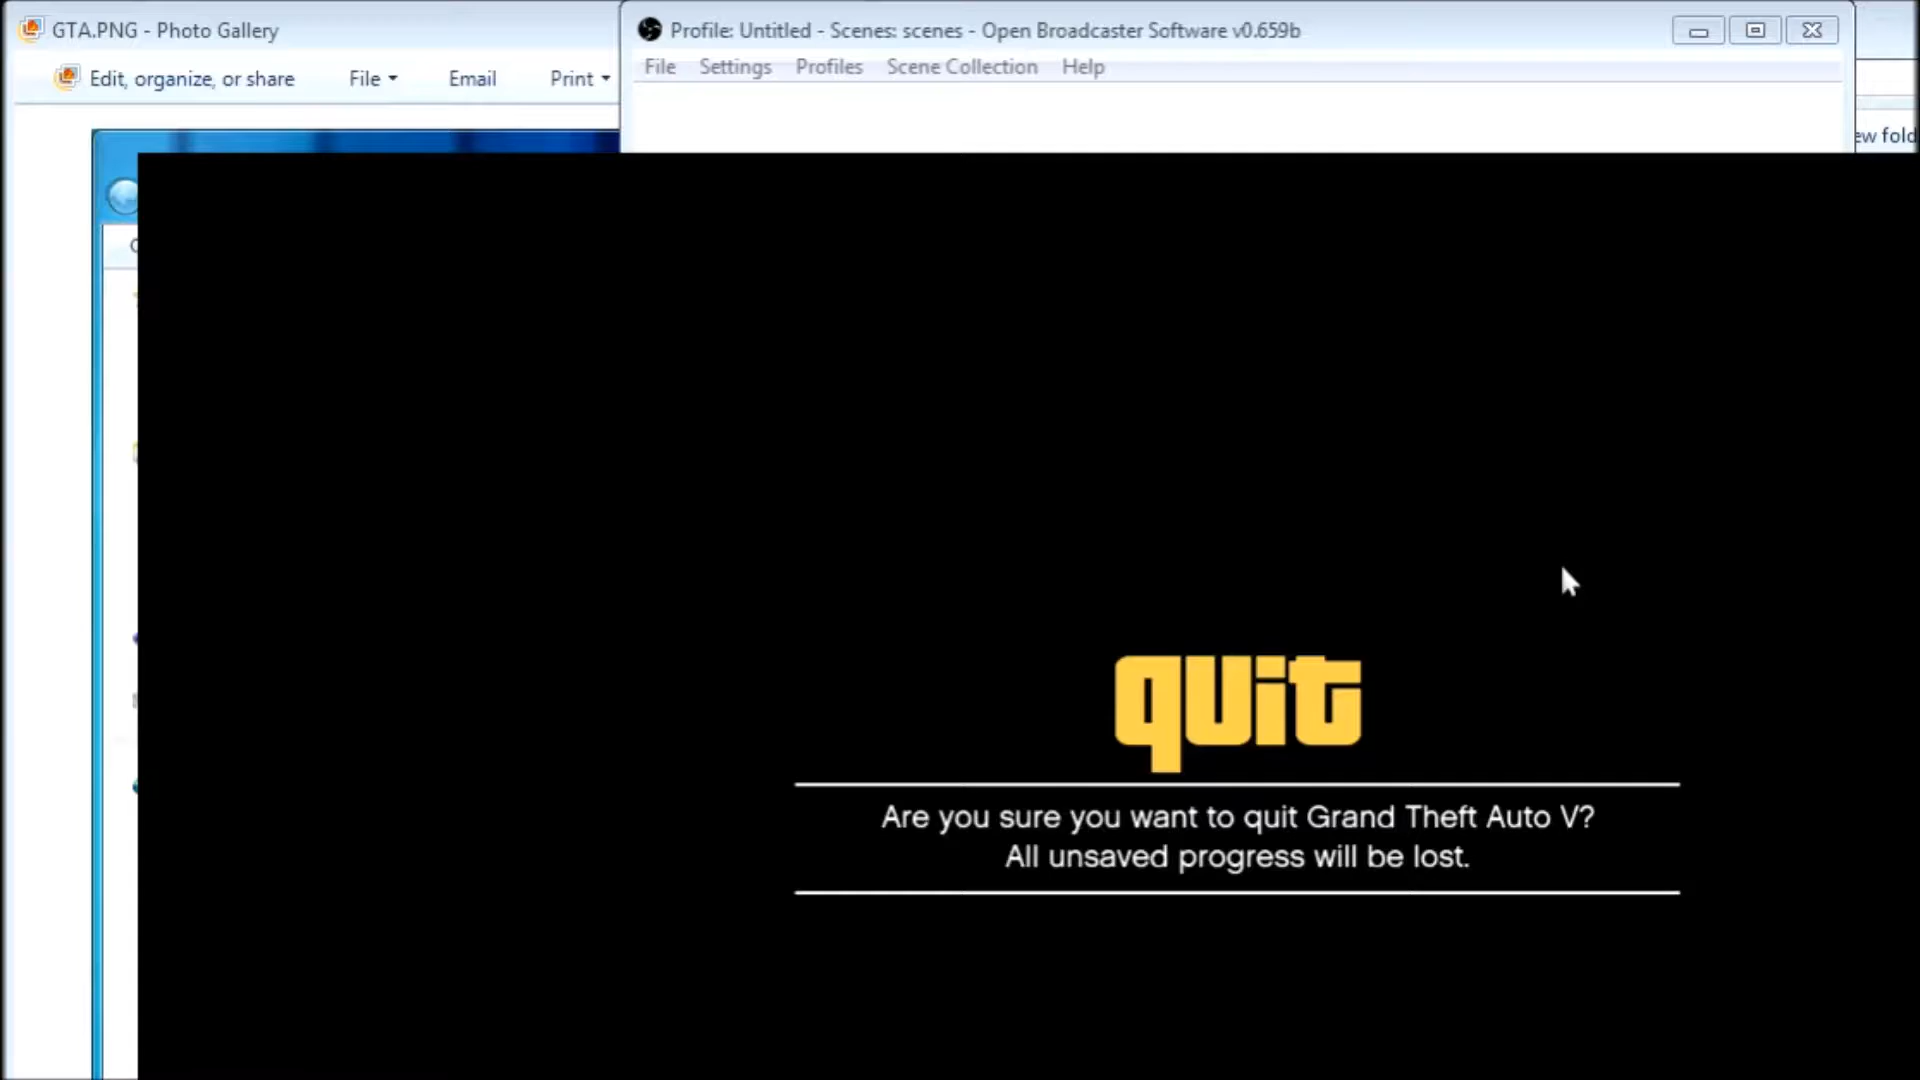 GTA.PNG - Photo Gallery
Profile: Untitled - Scenes: scenes - Open Broadcaster Software v0.659b
Edit, organize, or share File Email Print
File Settings Profiles Scene Collection Help
ew fold
quit
Are you sure you want to quit Grand Theft Auto V?
All unsaved progress will be lost.